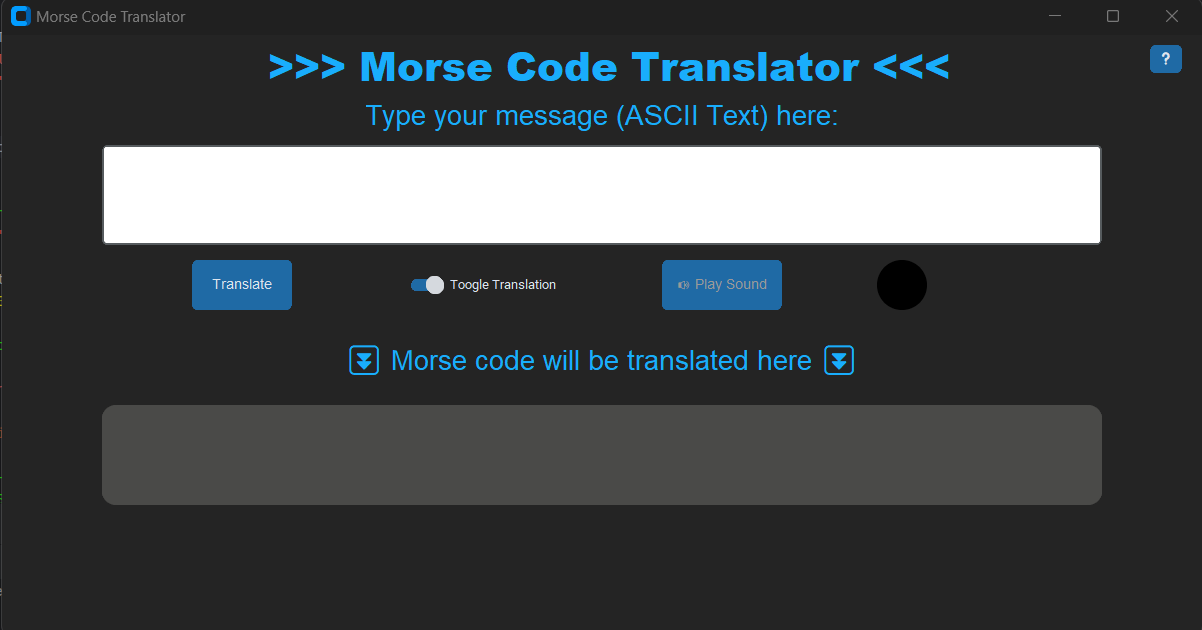 Morse Code Translator
>>> Morse Code Translator <<<
?
Type your message (ASCII Text) here:
Translate
Toogle Translation
🔊 Play Sound
⏬ Morse code will be translated here ⏬